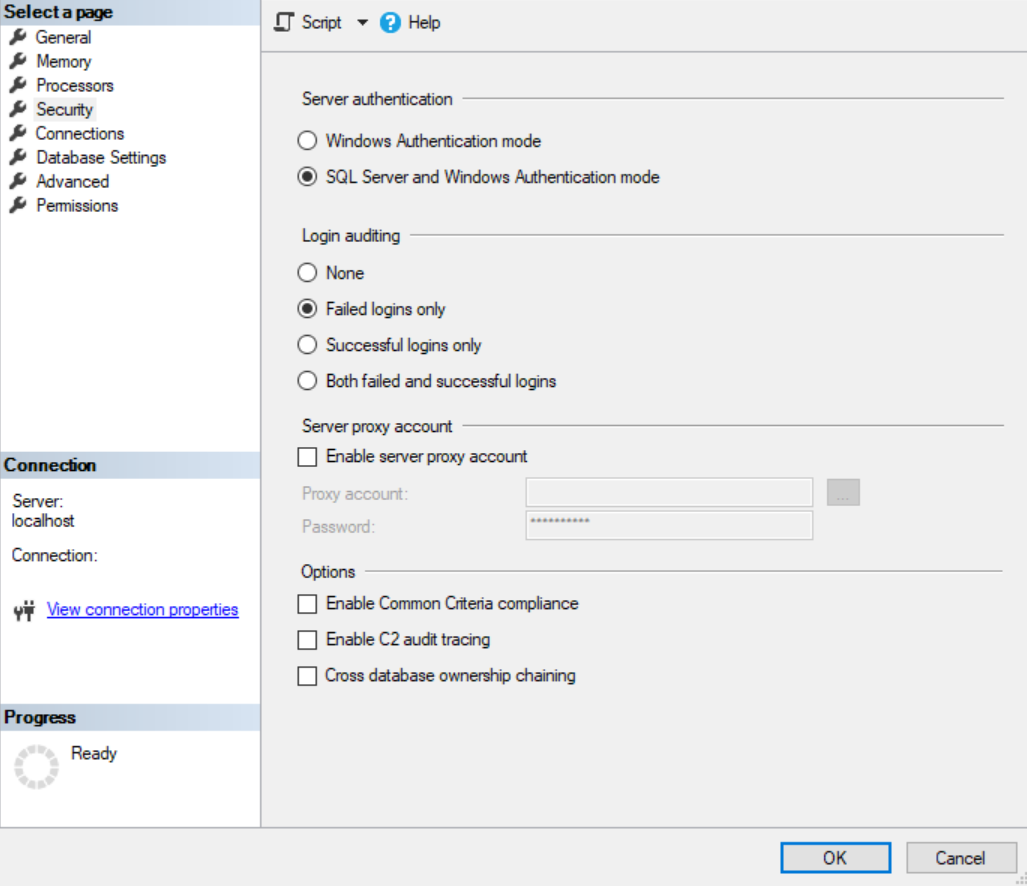 Select a page
General
Memory
Processors
Security
Connections
Database Settings
Advanced
Permissions
Connection
Server:
localhost
Connection:
View connection properties
Progress
Ready
Script
Help
Server authentication
Windows Authentication mode
SQL Server and Windows Authentication mode
Login auditing
None
Failed logins only
Successful logins only
Both failed and successful logins
Server proxy account
Enable server proxy account
Proxy account:
...
Password:
**********
Options
Enable Common Criteria compliance
Enable C2 audit tracing
Cross database ownership chaining
OK
Cancel